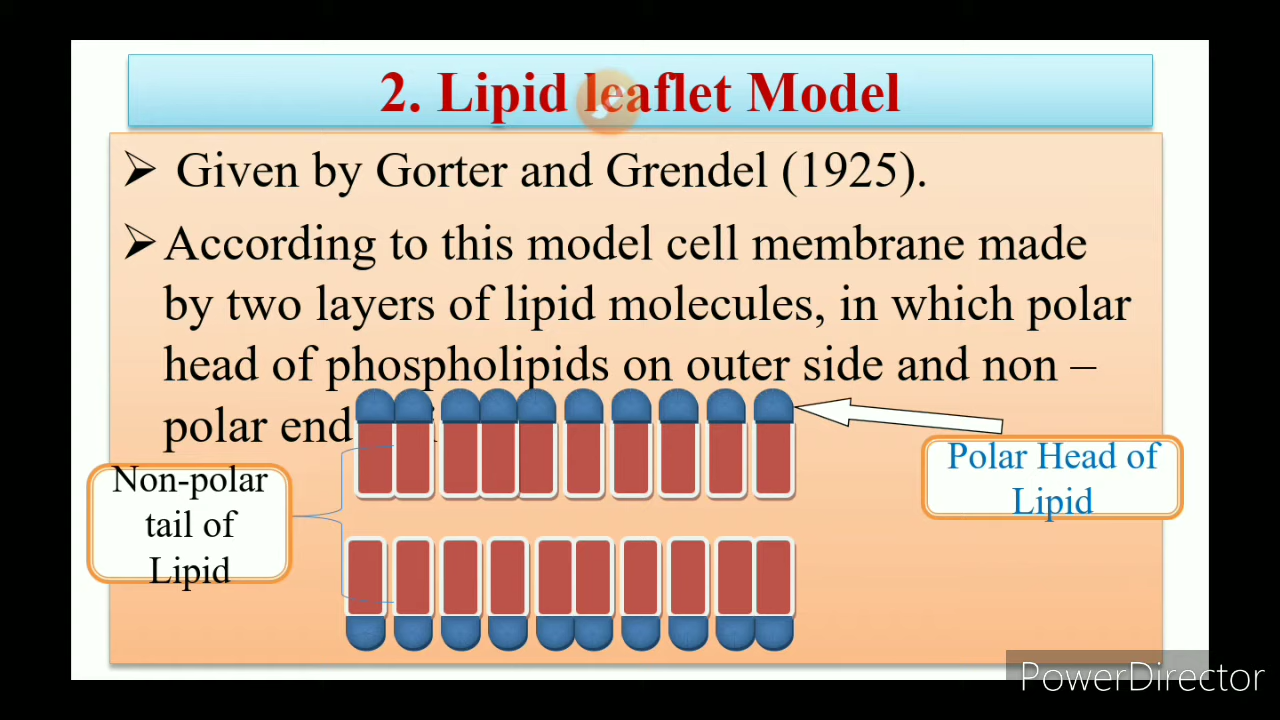 2. Lipid leaflet Model
➢ Given by Gorter and Grendel (1925).
➢ According to this model cell membrane made
by two layers of lipid molecules, in which polar
head of phospholipids on outer side and non –
polar end
Non-polar
tail of
Lipid
Polar Head of
Lipid
PowerDirector